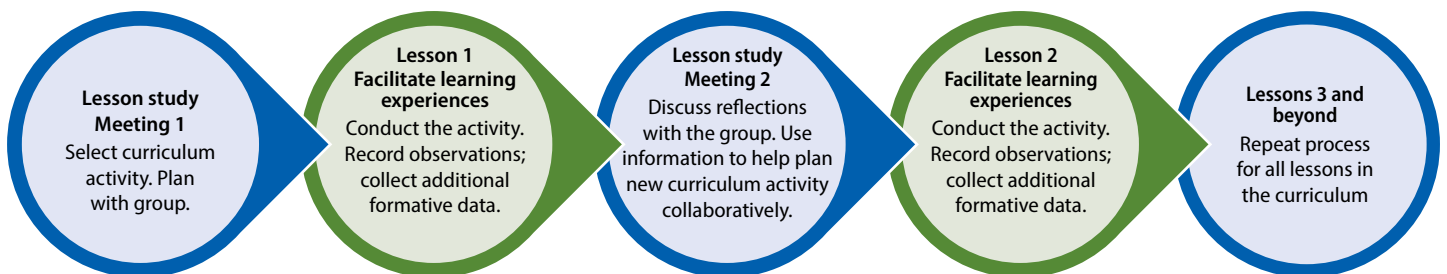 Lesson study
Meeting 1
Select curriculum
activity. Plan
with group.
Lesson 1
Facilitate learning
experiences
Conduct the activity.
Record observations;
collect additional
formative data.
Lesson study
Meeting 2
Discuss reflections
with the group. Use
information to help plan
new curriculum activity
collaboratively.
Lesson 2
Facilitate learning
experiences
Conduct the activity.
Record observations;
collect additional
formative data.
Lessons 3 and
beyond
Repeat process
for all lessons in
the curriculum